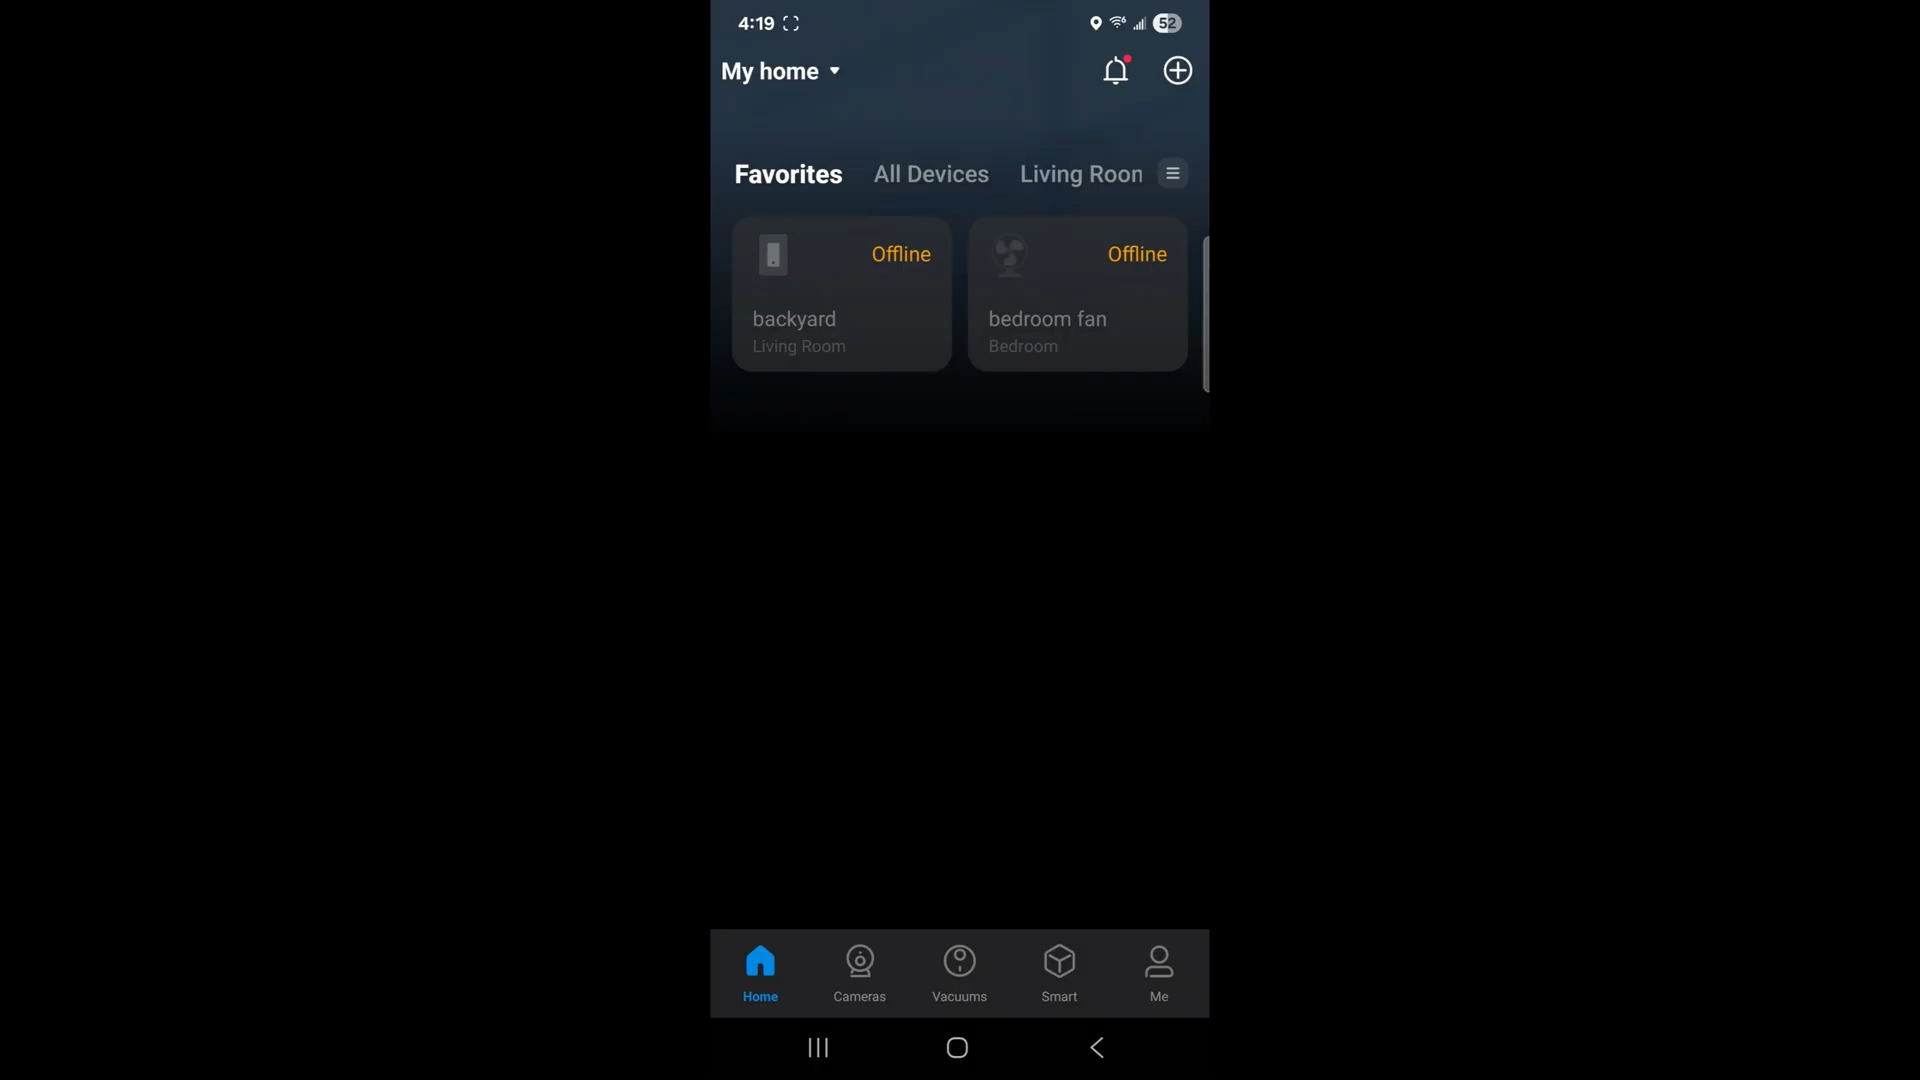 4:19
52
My home
Favorites
All Devices
Living Roon
Offline
backyard
Living Room
Offline
bedroom fan
Bedroom
Home
Cameras
Vacuums
Smart
Me